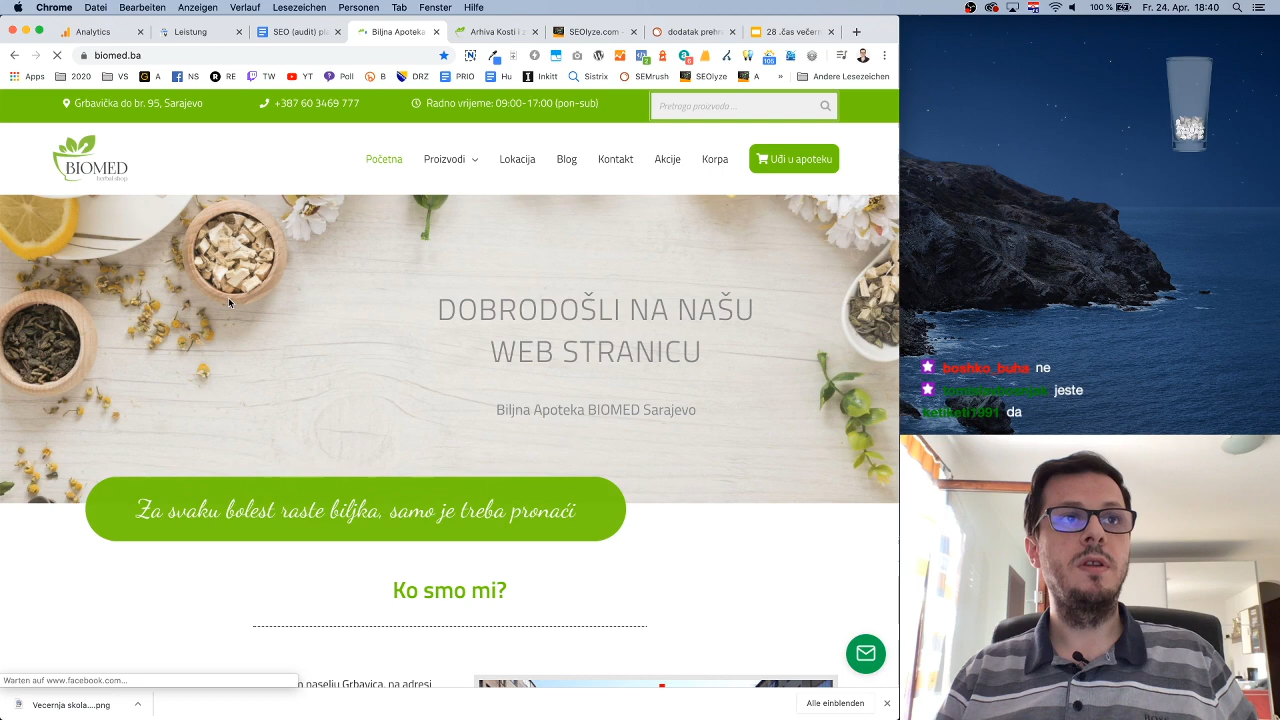 Chrome Datei Bearbeiten Anzeigen Verlauf Lesezeichen Personen Tab Fenster Hilfe 100 % Fr. 24. Apr. 18:40
Analytics Leistung SEO (audit) plan Biljna Apoteka Arhiva Kosti i z SEOlyze.com - dodatak prehra 28 .čas večern
biomed.ba
Apps 2020 VS A NS RE TW YT Poll B DRZ PRIO Hu Inkitt Sistrix SEMrush SEOlyze A » Andere Lesezeichen
Grbavička do br. 95, Sarajevo +387 60 3469 777 Radno vrijeme: 09:00-17:00 (pon-sub) Pretraga proizvoda ...
BIOMED
herbal shop
Početna Proizvodi Lokacija Blog Kontakt Akcije Korpa Uđi u apoteku
DOBRODOŠLI NA NAŠU
WEB STRANICU
Biljna Apoteka BIOMED Sarajevo
Za svaku bolest raste biljka, samo je treba pronaći
Ko smo mi?
naselju Grbavica, na adresi
Warten auf www.facebook.com...
Vecernja skola....png Alle einblenden
boshko_buha ne
jeste
ketiketi1991 da